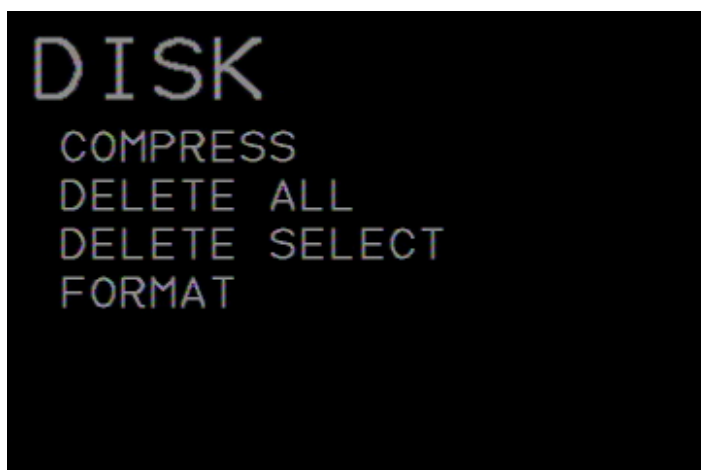 DISK
COMPRESS
DELETE ALL
DELETE SELECT
FORMAT